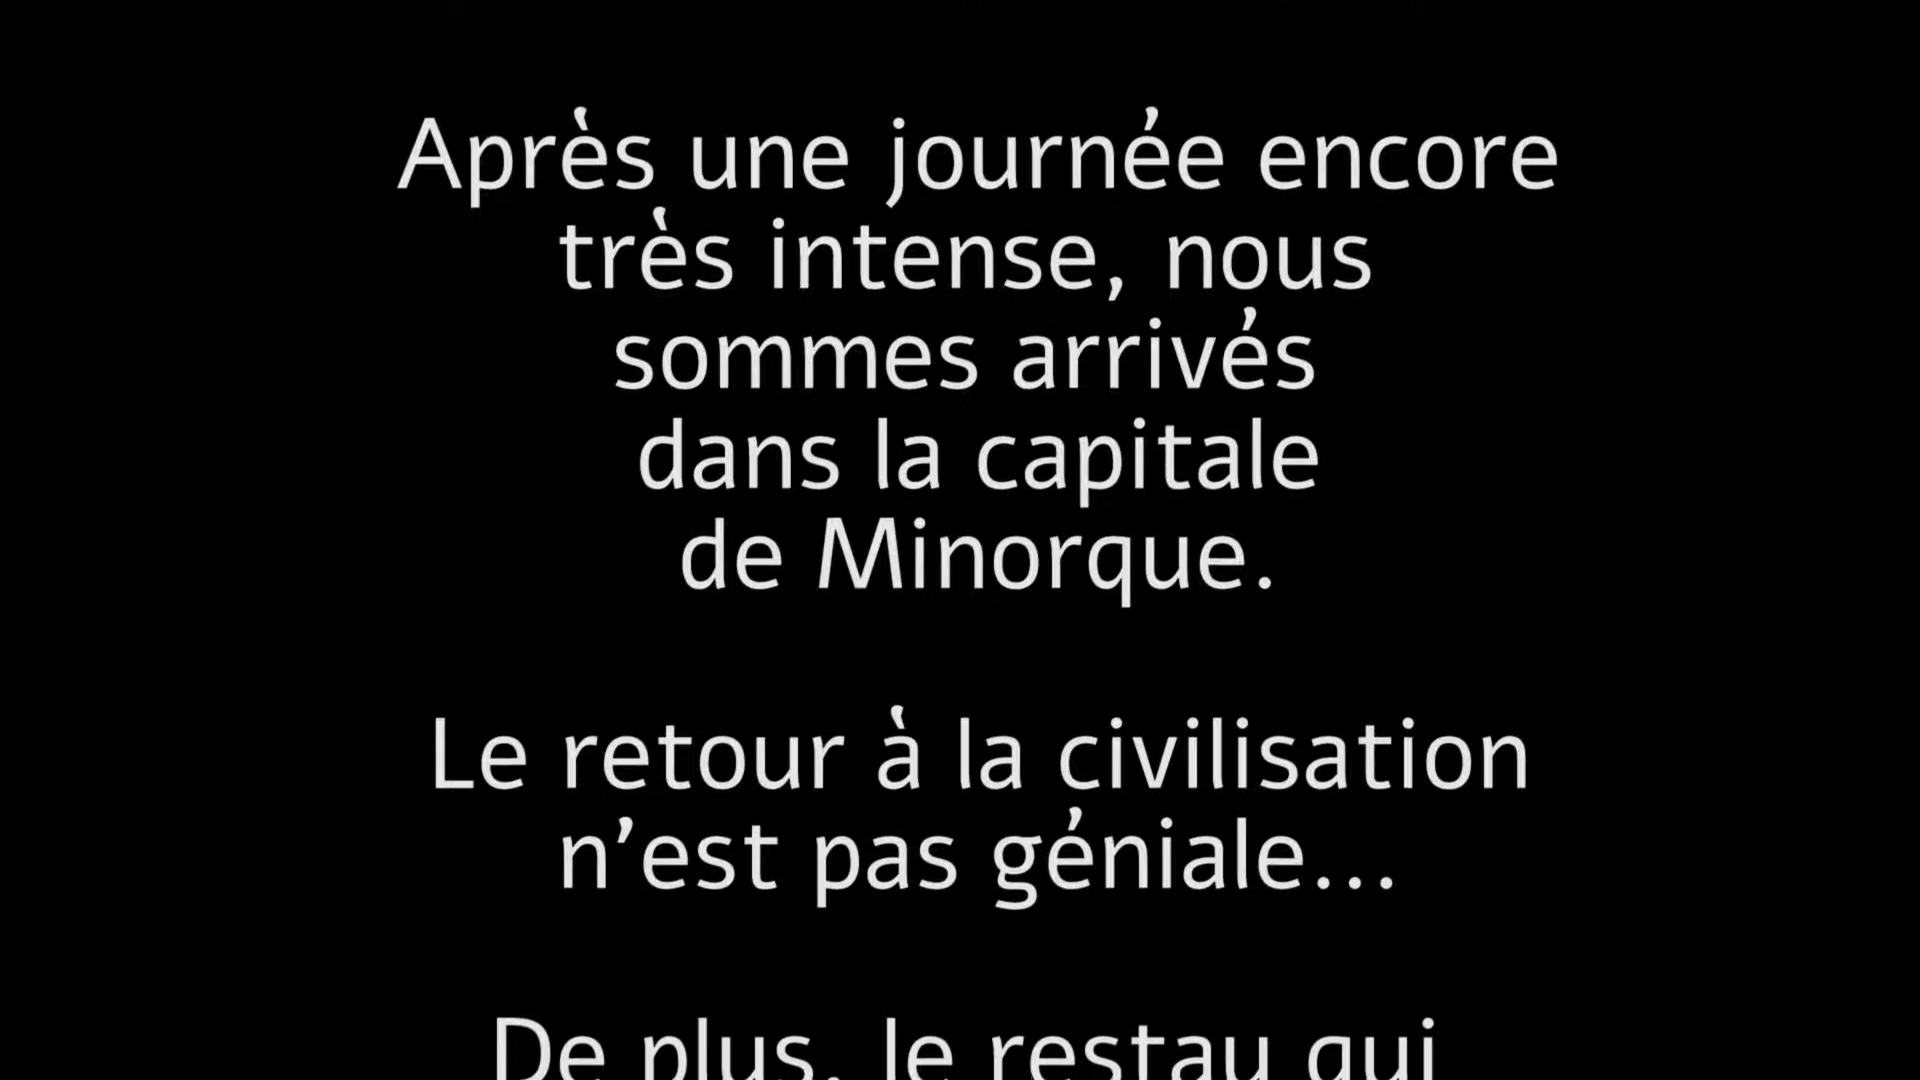 Après une journée encore
très intense, nous
sommes arrivés
dans la capitale
de Minorque.
Le retour à la civilisation
n’est pas géniale...
De plus, le restau qui